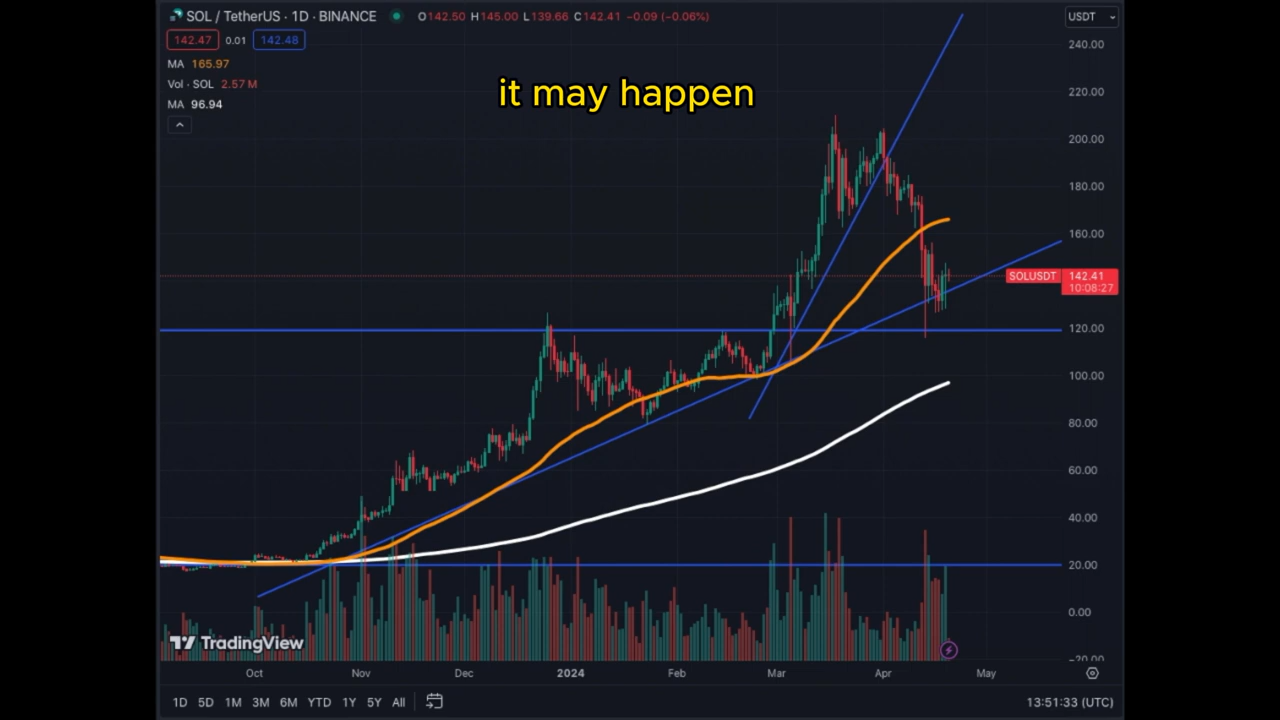 SOL / TetherUS · 1D · BINANCE O142.50 H145.00 L139.66 C142.41 −0.09 (−0.06%)
USDT
142.47 0.01 142.48
MA 165.97
Vol · SOL 2.57 M
MA 96.94
it may happen
240.00
220.00
200.00
180.00
160.00
SOLUSDT 142.41
10:08:27
120.00
100.00
80.00
60.00
40.00
20.00
0.00
−20.00
TradingView
Oct Nov Dec 2024 Feb Mar Apr May
1D 5D 1M 3M 6M YTD 1Y 5Y All 13:51:33 (UTC)